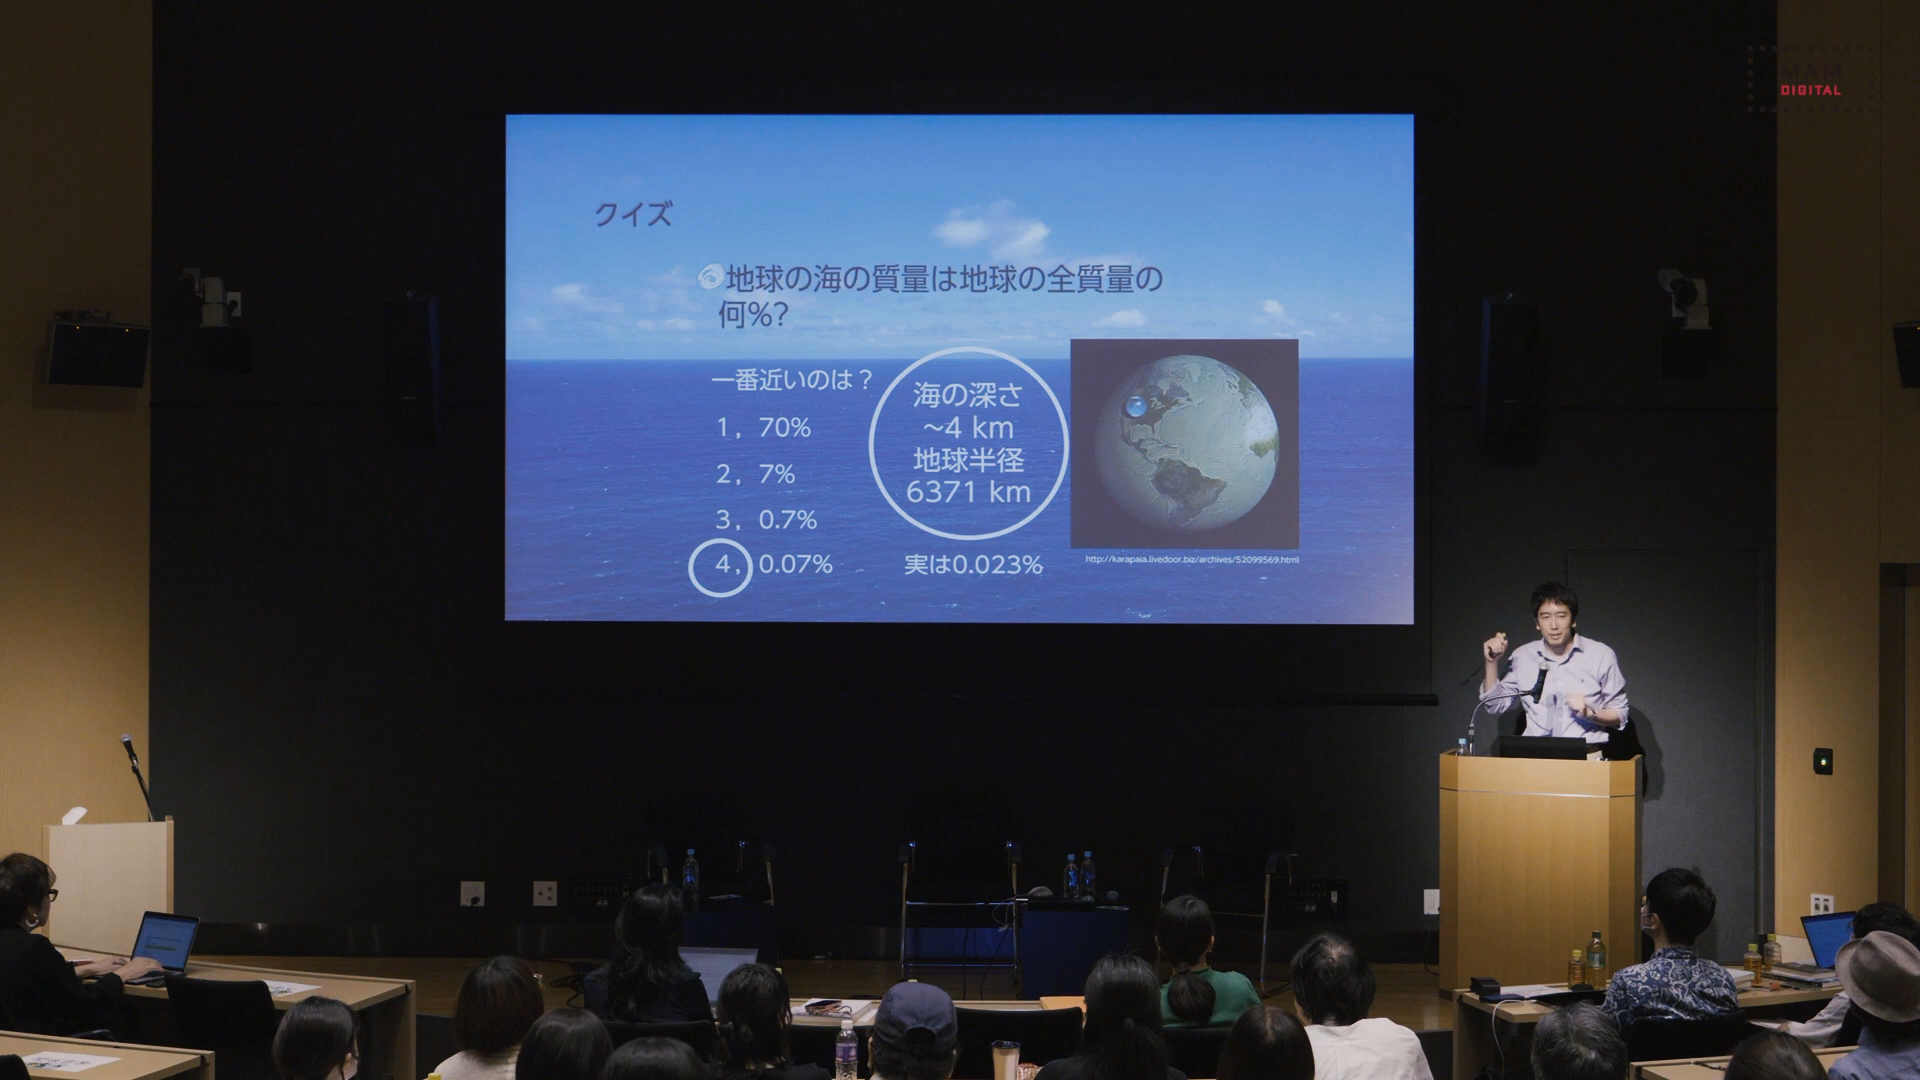 MAM
DIGITAL
クイズ
地球の海の質量は地球の全質量の
何%?
一番近いのは？
1, 70%
2, 7%
3, 0.7%
4, 0.07%
海の深さ
~4 km
地球半径
6371 km
実は0.023%
http://karapaia.livedoor.biz/archives/52099569.html